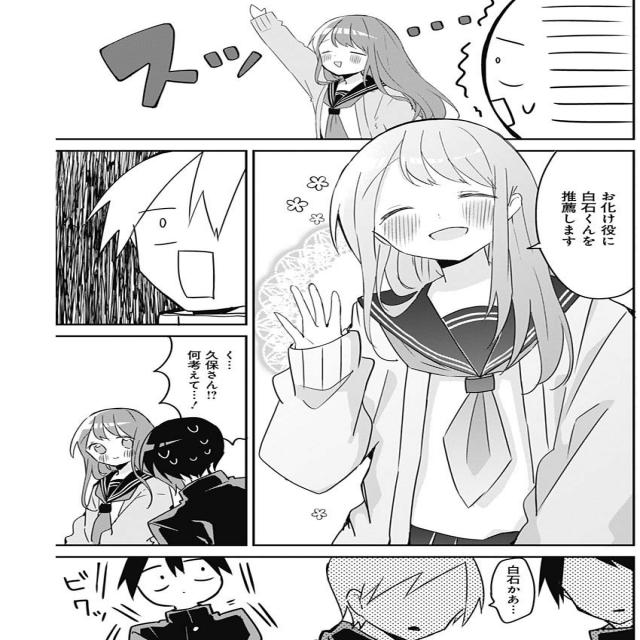 スッ
お化け役に
白石くんを
推薦します
く…
久保さん!?
何考えて…!
白石かぁ…
ビクッ